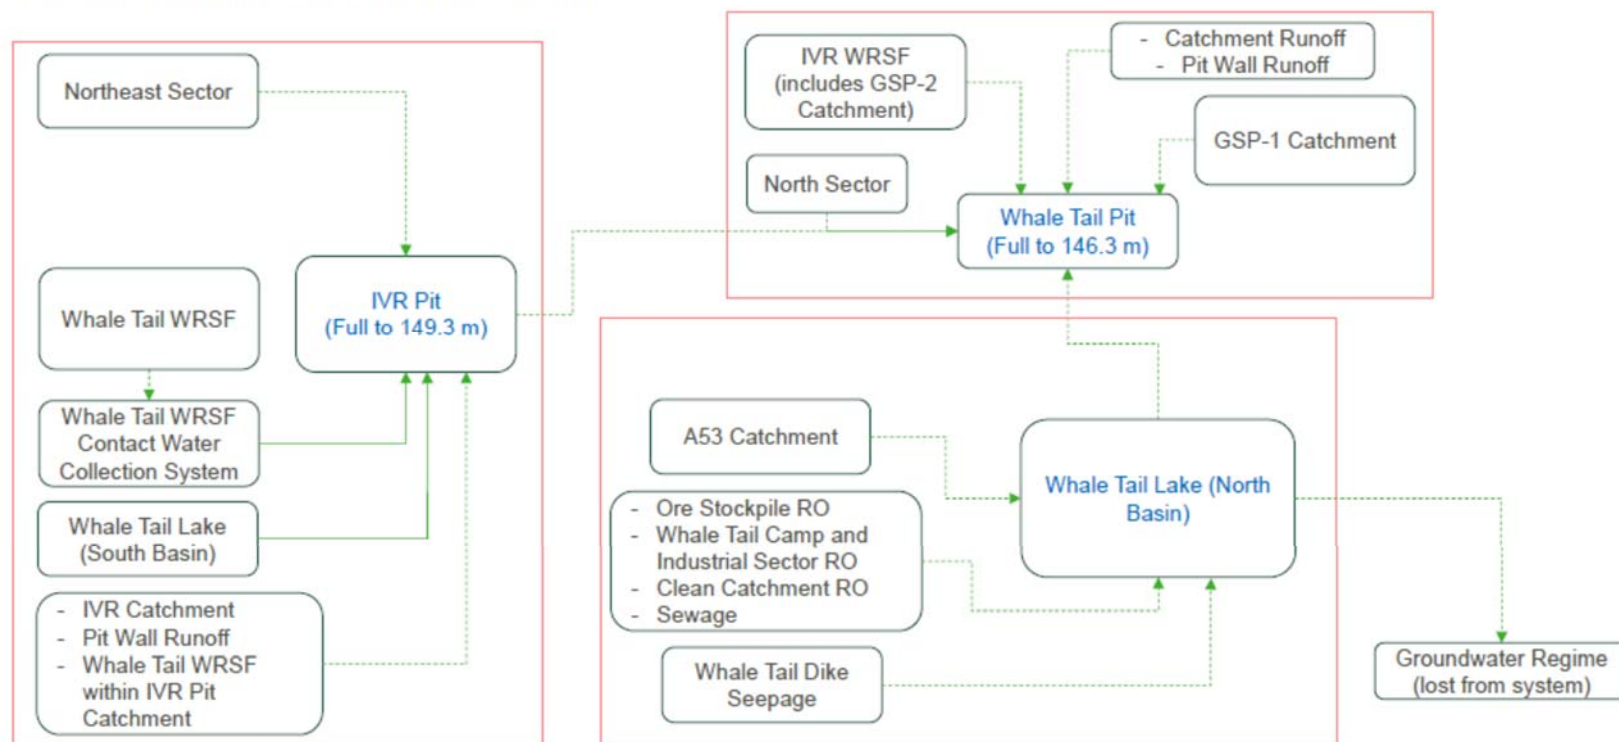 Northeast Sector
Whale Tail WRSF
IVR Pit
(Full to 149.3 m)
Whale Tail WRSF
Contact Water
Collection System
Whale Tail Lake
(South Basin)
- IVR Catchment
- Pit Wall Runoff
- Whale Tail WRSF
within IVR Pit
Catchment
IVR WRSF
(includes GSP-2
Catchment)
- Catchment Runoff
- Pit Wall Runoff
GSP-1 Catchment
North Sector
Whale Tail Pit
(Full to 146.3 m)
A53 Catchment
- Ore Stockpile RO
- Whale Tail Camp and
Industrial Sector RO
- Clean Catchment RO
- Sewage
Whale Tail Dike
Seepage
Whale Tail Lake (North
Basin)
Groundwater Regime
(lost from system)